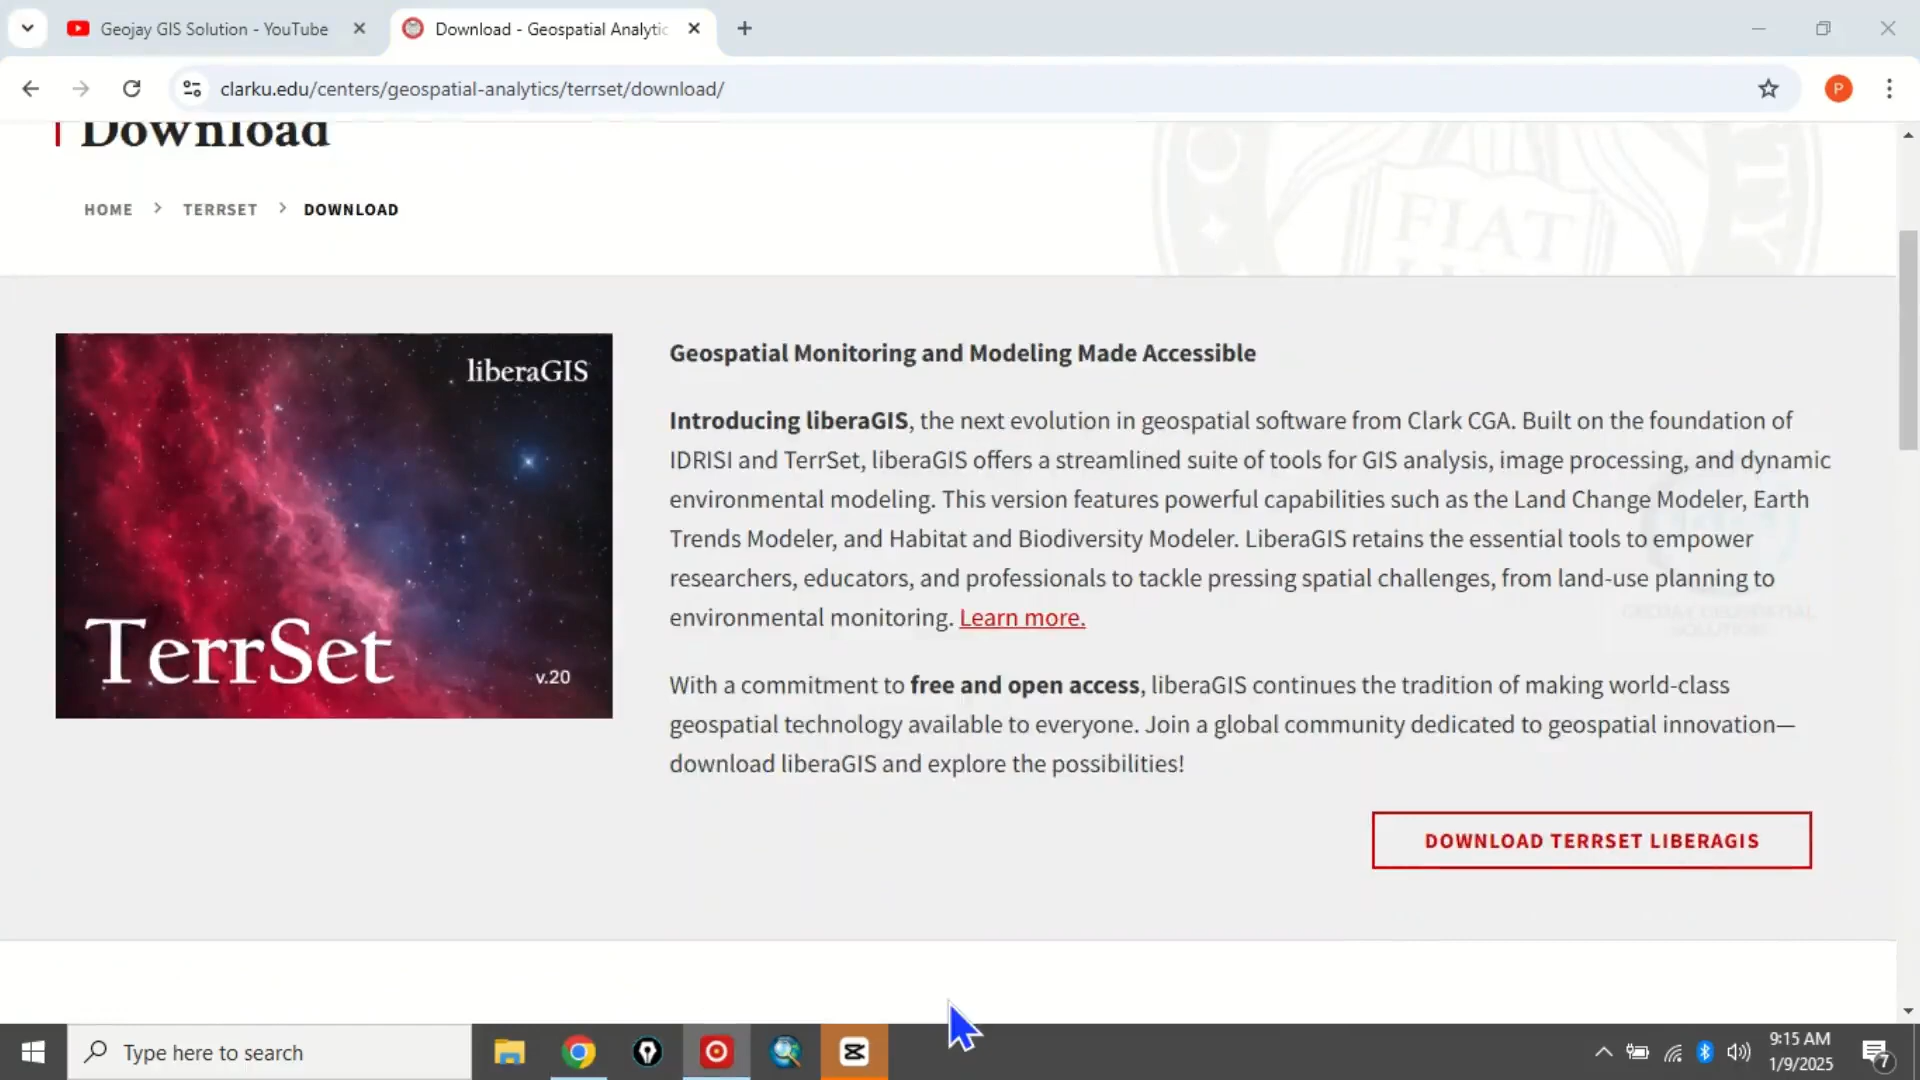 Geojay GIS Solution - YouTube
Download - Geospatial Analytic
clarku.edu/centers/geospatial-analytics/terrset/download/
P
Download
HOME > TERRSET > DOWNLOAD
FIAT
liberaGIS
TerrSet
v.20
Geospatial Monitoring and Modeling Made Accessible
Introducing liberaGIS, the next evolution in geospatial software from Clark CGA. Built on the foundation of
IDRISI and TerrSet, liberaGIS offers a streamlined suite of tools for GIS analysis, image processing, and dynamic
environmental modeling. This version features powerful capabilities such as the Land Change Modeler, Earth
Trends Modeler, and Habitat and Biodiversity Modeler. LiberaGIS retains the essential tools to empower
researchers, educators, and professionals to tackle pressing spatial challenges, from land-use planning to
environmental monitoring. Learn more.
With a commitment to free and open access, liberaGIS continues the tradition of making world-class
geospatial technology available to everyone. Join a global community dedicated to geospatial innovation—
download liberaGIS and explore the possibilities!
DOWNLOAD TERRSET LIBERAGIS
Type here to search
9:15 AM
1/9/2025
7